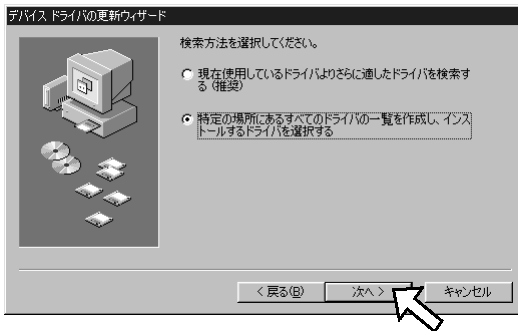 デバイス ドライバの更新ウィザード
検索方法を選択してください。
現在使用しているドライバよりさらに適したドライバを検索す
る (推奨)
特定の場所にあるすべてのドライバの一覧を作成し、インス
トールするドライバを選択する
< 戻る(B)
次へ >
キャンセル